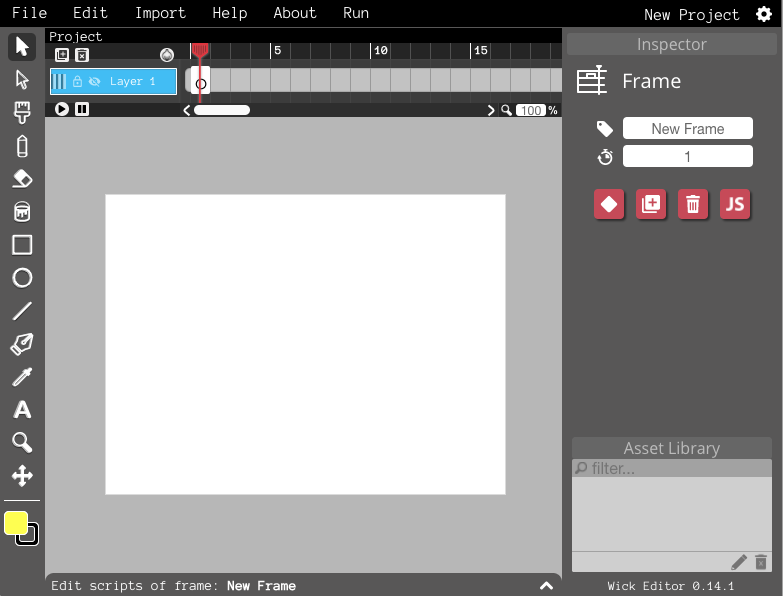 File Edit Import Help About Run New Project
Project
5 10 15
Layer 1
100 %
Inspector
Frame
New Frame
1
JS
Asset Library
filter...
Edit scripts of frame: New Frame
Wick Editor 0.14.1
A